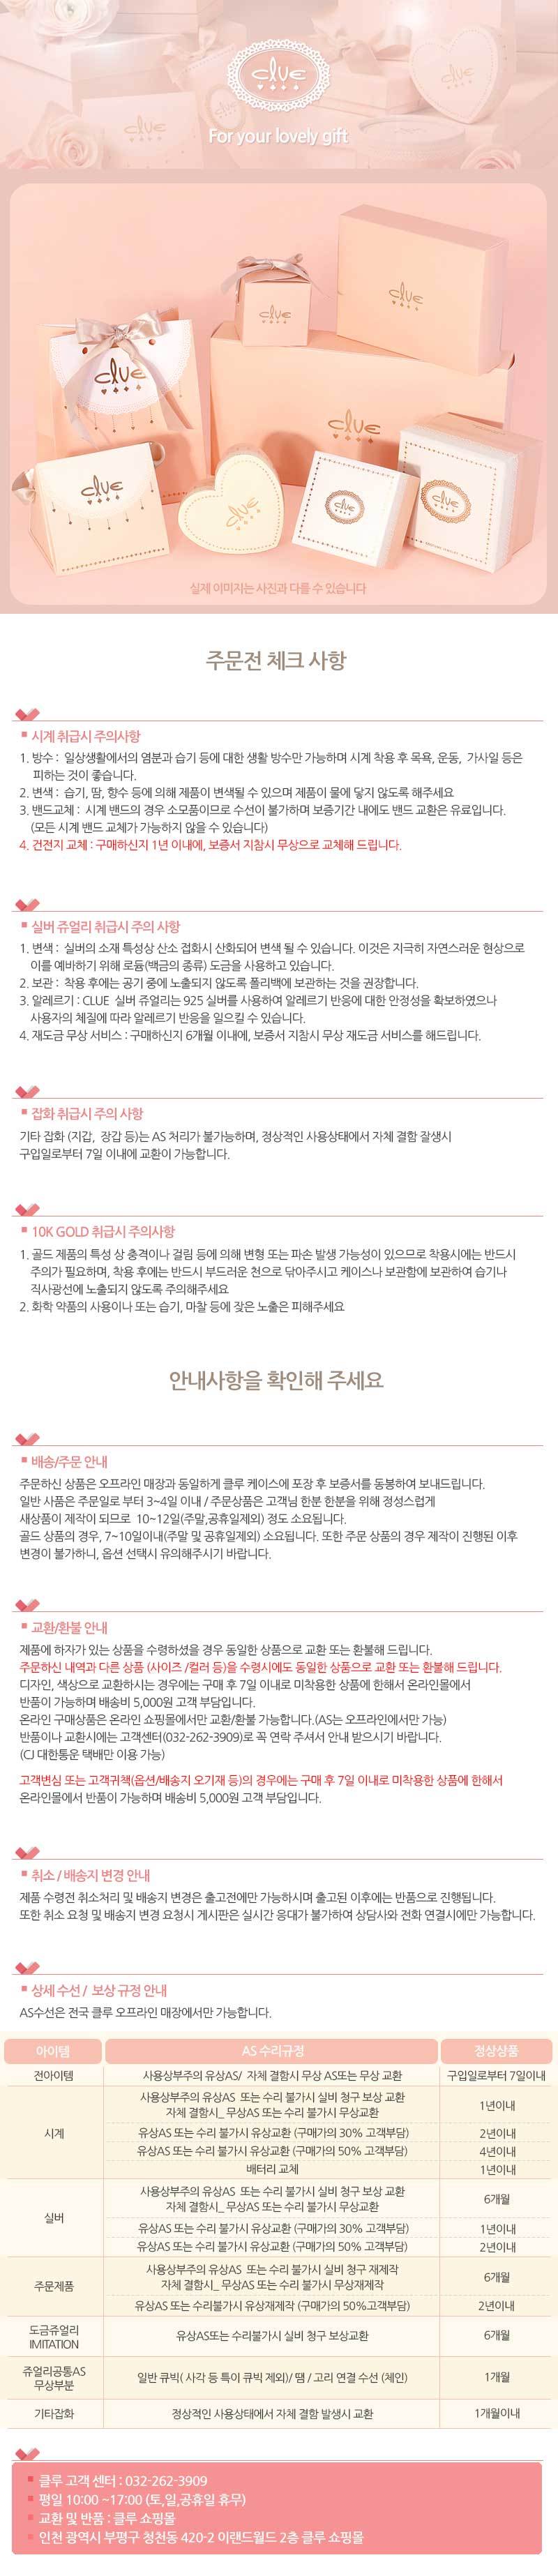 clue
For your lovely gift
clue
clue
clue
clue
clue
clue
clue
clue
clue
clue
clue
실제 이미지는 사진과 다를 수 있습니다
주문전 체크 사항
시계 취급시 주의사항
1. 방수 : 일상생활에서의 염분과 습기 등에 대한 생활 방수만 가능하며 시계 착용 후 목욕, 운동, 가사일 등은
피하는 것이 좋습니다.
2. 변색 : 습기, 땀, 향수 등에 의해 제품이 변색될 수 있으며 제품이 물에 닿지 않도록 해주세요
3. 밴드교체 : 시계 밴드의 경우 소모품이므로 수선이 불가하며 보증기간 내에도 밴드 교환은 유료입니다.
(모든 시계 밴드 교체가 가능하지 않을 수 있습니다)
4. 건전지 교체 : 구매하신지 1년 이내에, 보증서 지참시 무상으로 교체해 드립니다.
실버 쥬얼리 취급시 주의 사항
1. 변색 : 실버의 소재 특성상 산소 접화시 산화되어 변색 될 수 있습니다. 이것은 지극히 자연스러운 현상으로
이를 예바하기 위해 로듐(백금의 종류) 도금을 사용하고 있습니다.
2. 보관 : 착용 후에는 공기 중에 노출되지 않도록 폴리백에 보관하는 것을 권장합니다.
3. 알레르기 : CLUE 실버 쥬얼리는 925 실버를 사용하여 알레르기 반응에 대한 안정성을 확보하였으나
사용자의 체질에 따라 알레르기 반응을 일으킬 수 있습니다.
4. 재도금 무상 서비스 : 구매하신지 6개월 이내에, 보증서 지참시 무상 재도금 서비스를 해드립니다.
잡화 취급시 주의 사항
기타 잡화 (지갑, 장갑 등)는 AS 처리가 불가능하며, 정상적인 사용상태에서 자체 결함 잘생시
구입일로부터 7일 이내에 교환이 가능합니다.
10K GOLD 취급시 주의사항
1. 골드 제품의 특성 상 충격이나 걸림 등에 의해 변형 또는 파손 발생 가능성이 있으므로 착용시에는 반드시
주의가 필요하며, 착용 후에는 반드시 부드러운 천으로 닦아주시고 케이스나 보관함에 보관하여 습기나
직사광선에 노출되지 않도록 주의해주세요
2. 화학 약품의 사용이나 또는 습기, 마찰 등에 잦은 노출은 피해주세요
안내사항을 확인해 주세요
배송/주문 안내
주문하신 상품은 오프라인 매장과 동일하게 클루 케이스에 포장 후 보증서를 동봉하여 보내드립니다.
일반 사품은 주문일로 부터 3~4일 이내 / 주문상품은 고객님 한분 한분을 위해 정성스럽게
새상품이 제작이 되므로 10~12일(주말,공휴일제외) 정도 소요됩니다.
골드 상품의 경우, 7~10일이내(주말 및 공휴일제외) 소요됩니다. 또한 주문 상품의 경우 제작이 진행된 이후
변경이 불가하니, 옵션 선택시 유의해주시기 바랍니다.
교환/환불 안내
제품에 하자가 있는 상품을 수령하셨을 경우 동일한 상품으로 교환 또는 환불해 드립니다.
주문하신 내역과 다른 상품 (사이즈 /컬러 등)을 수령시에도 동일한 상품으로 교환 또는 환불해 드립니다.
디자인, 색상으로 교환하시는 경우에는 구매 후 7일 이내로 미착용한 상품에 한해서 온라인몰에서
반품이 가능하며 배송비 5,000원 고객 부담입니다.
온라인 구매상품은 온라인 쇼핑몰에서만 교환/환불 가능합니다.(AS는 오프라인에서만 가능)
반품이나 교환시에는 고객센터(032-262-3909)로 꼭 연락 주셔서 안내 받으시기 바랍니다.
(CJ 대한통운 택배만 이용 가능)
고객변심 또는 고객귀책(옵션/배송지 오기재 등)의 경우에는 구매 후 7일 이내로 미착용한 상품에 한해서
온라인몰에서 반품이 가능하며 배송비 5,000원 고객 부담입니다.
취소 / 배송지 변경 안내
제품 수령전 취소처리 및 배송지 변경은 출고전에만 가능하시며 출고된 이후에는 반품으로 진행됩니다.
또한 취소 요청 및 배송지 변경 요청시 게시판은 실시간 응대가 불가하여 상담사와 전화 연결시에만 가능합니다.
상세 수선 / 보상 규정 안내
AS수선은 전국 클루 오프라인 매장에서만 가능합니다.
아이템 AS 수리규정 정상상품
전아이템 사용상부주의 유상AS/ 자체 결함시 무상 AS또는 무상 교환 구입일로부터 7일이내
시계 사용상부주의 유상AS 또는 수리 불가시 실비 청구 보상 교환
자체 결함시_ 무상AS 또는 수리 불가시 무상교환 1년이내
유상AS 또는 수리 불가시 유상교환 (구매가의 30% 고객부담) 2년이내
유상AS 또는 수리 불가시 유상교환 (구매가의 50% 고객부담) 4년이내
배터리 교체 1년이내
실버 사용상부주의 유상AS 또는 수리 불가시 실비 청구 보상 교환
자체 결함시_ 무상AS 또는 수리 불가시 무상교환 6개월
유상AS 또는 수리 불가시 유상교환 (구매가의 30% 고객부담) 1년이내
유상AS 또는 수리 불가시 유상교환 (구매가의 50% 고객부담) 2년이내
주문제품 사용상부주의 유상AS 또는 수리 불가시 실비 청구 재제작
자체 결함시_ 무상AS 또는 수리 불가시 무상재제작 6개월
유상AS 또는 수리불가시 유상재제작 (구매가의 50%고객부담) 2년이내
도금쥬얼리
IMITATION 유상AS또는 수리불가시 실비 청구 보상교환 6개월
쥬얼리공통AS
무상부분 일반 큐빅( 사각 등 특이 큐빅 제외)/ 땜 / 고리 연결 수선 (체인) 1개월
기타잡화 정상적인 사용상태에서 자체 결함 발생시 교환 1개월이내
클루 고객 센터 : 032-262-3909
평일 10:00 ~17:00 (토,일,공휴일 휴무)
교환 및 반품 : 클루 쇼핑몰
인천 광역시 부평구 청천동 420-2 이랜드월드 2층 클루 쇼핑몰